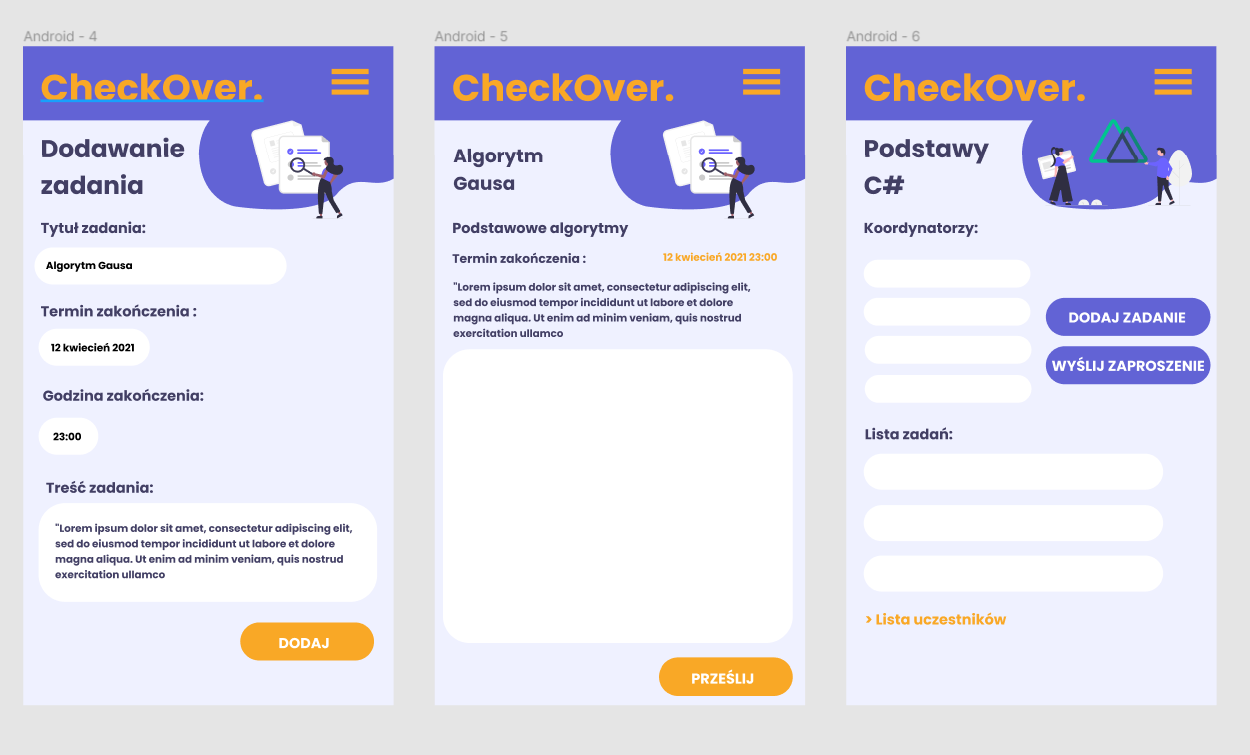 Android - 4
CheckOver.
Dodawanie
zadania
Tytuł zadania:
Algorytm Gausa
Termin zakończenia :
12 kwiecień 2021
Godzina zakończenia:
23:00
Treść zadania:
"Lorem ipsum dolor sit amet, consectetur adipiscing elit,
sed do eiusmod tempor incididunt ut labore et dolore
magna aliqua. Ut enim ad minim veniam, quis nostrud
exercitation ullamco
DODAJ
Android - 5
CheckOver.
Algorytm
Gausa
Podstawowe algorytmy
Termin zakończenia :
12 kwiecień 2021 23:00
"Lorem ipsum dolor sit amet, consectetur adipiscing elit,
sed do eiusmod tempor incididunt ut labore et dolore
magna aliqua. Ut enim ad minim veniam, quis nostrud
exercitation ullamco
PRZEŚLIJ
Android - 6
CheckOver.
Podstawy
C#
Koordynatorzy:
DODAJ ZADANIE
WYŚLIJ ZAPROSZENIE
Lista zadań:
> Lista uczestników